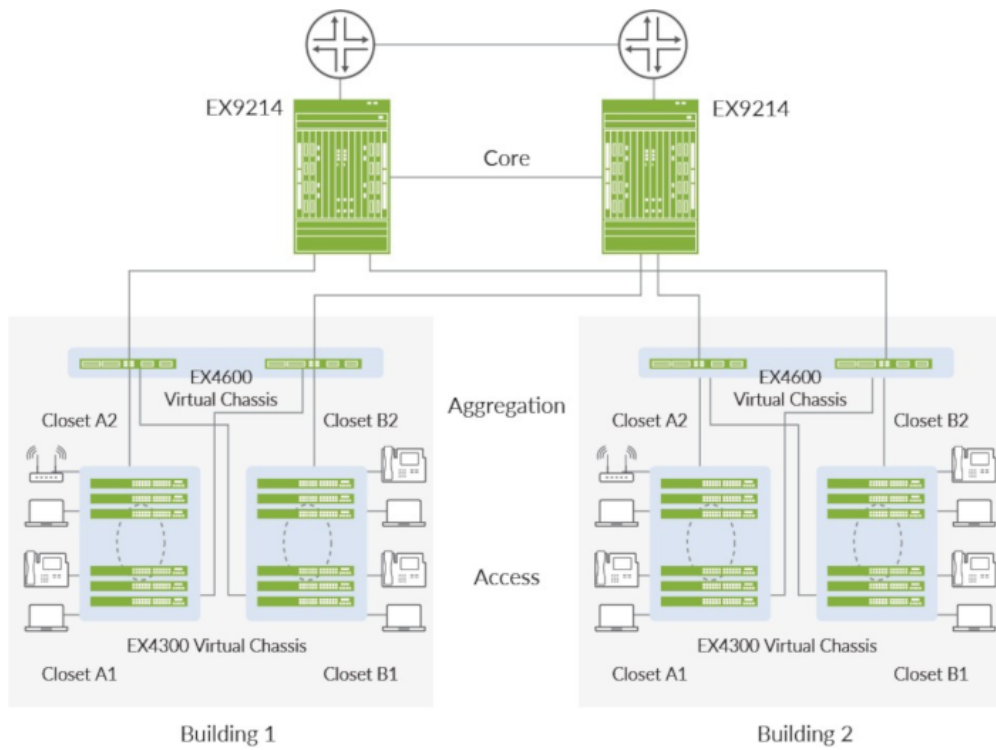 EX9214
EX9214
Core
EX4600
Virtual Chassis
EX4600
Virtual Chassis
Aggregation
Closet A2
Closet B2
Closet A2
Closet B2
Access
EX4300 Virtual Chassis
EX4300 Virtual Chassis
Closet A1
Closet B1
Closet A1
Closet B1
Building 1
Building 2